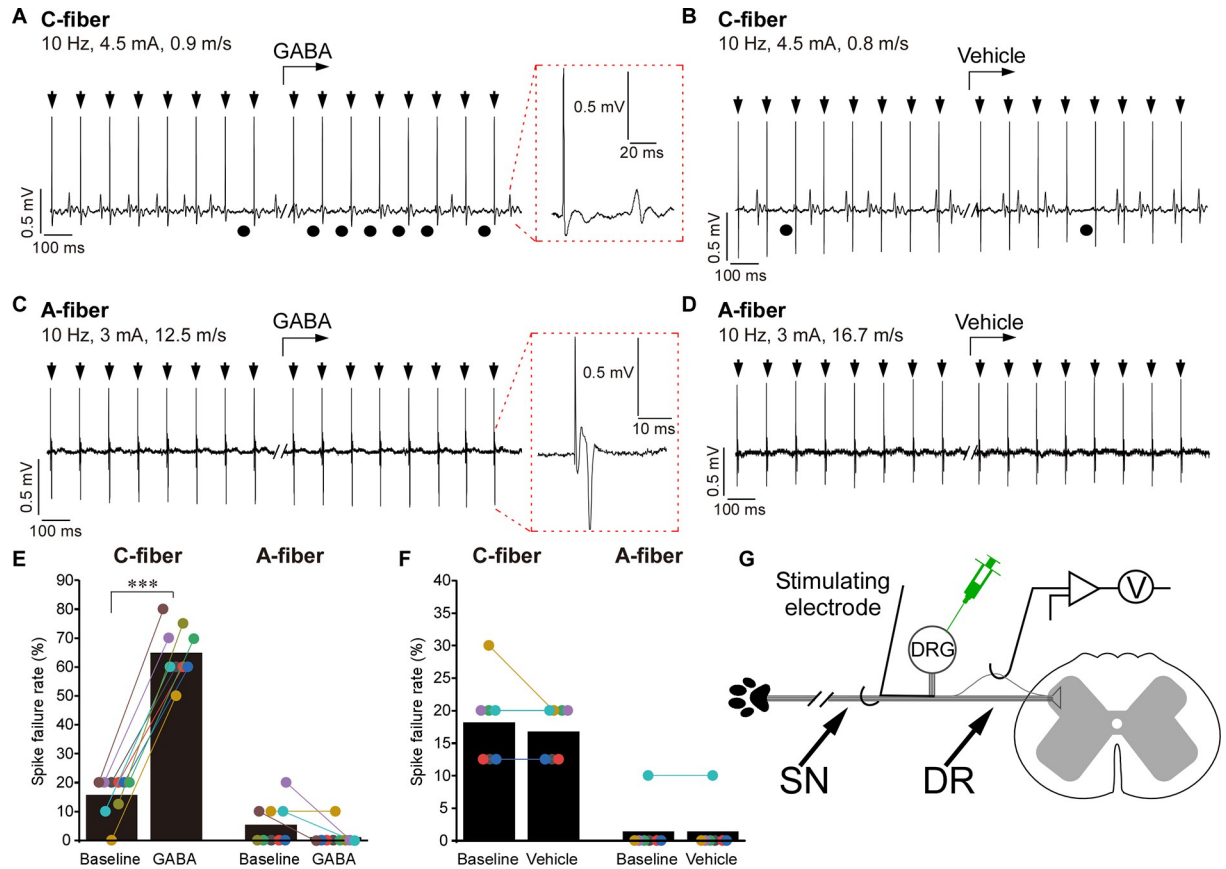 A C-fiber
10 Hz, 4.5 mA, 0.9 m/s
GABA
0.5 mV
100 ms
0.5 mV
20 ms
B C-fiber
10 Hz, 4.5 mA, 0.8 m/s
Vehicle
0.5 mV
100 ms
C A-fiber
10 Hz, 3 mA, 12.5 m/s
GABA
0.5 mV
100 ms
0.5 mV
10 ms
D A-fiber
10 Hz, 3 mA, 16.7 m/s
Vehicle
0.5 mV
100 ms
E C-fiber A-fiber
Spike failure rate (%)
90
80
70
60
50
40
30
20
10
0
***
Baseline GABA Baseline GABA
F C-fiber A-fiber
Spike failure rate (%)
40
35
30
25
20
15
10
5
0
Baseline Vehicle Baseline Vehicle
G
Stimulating
electrode
DRG
V
SN
DR